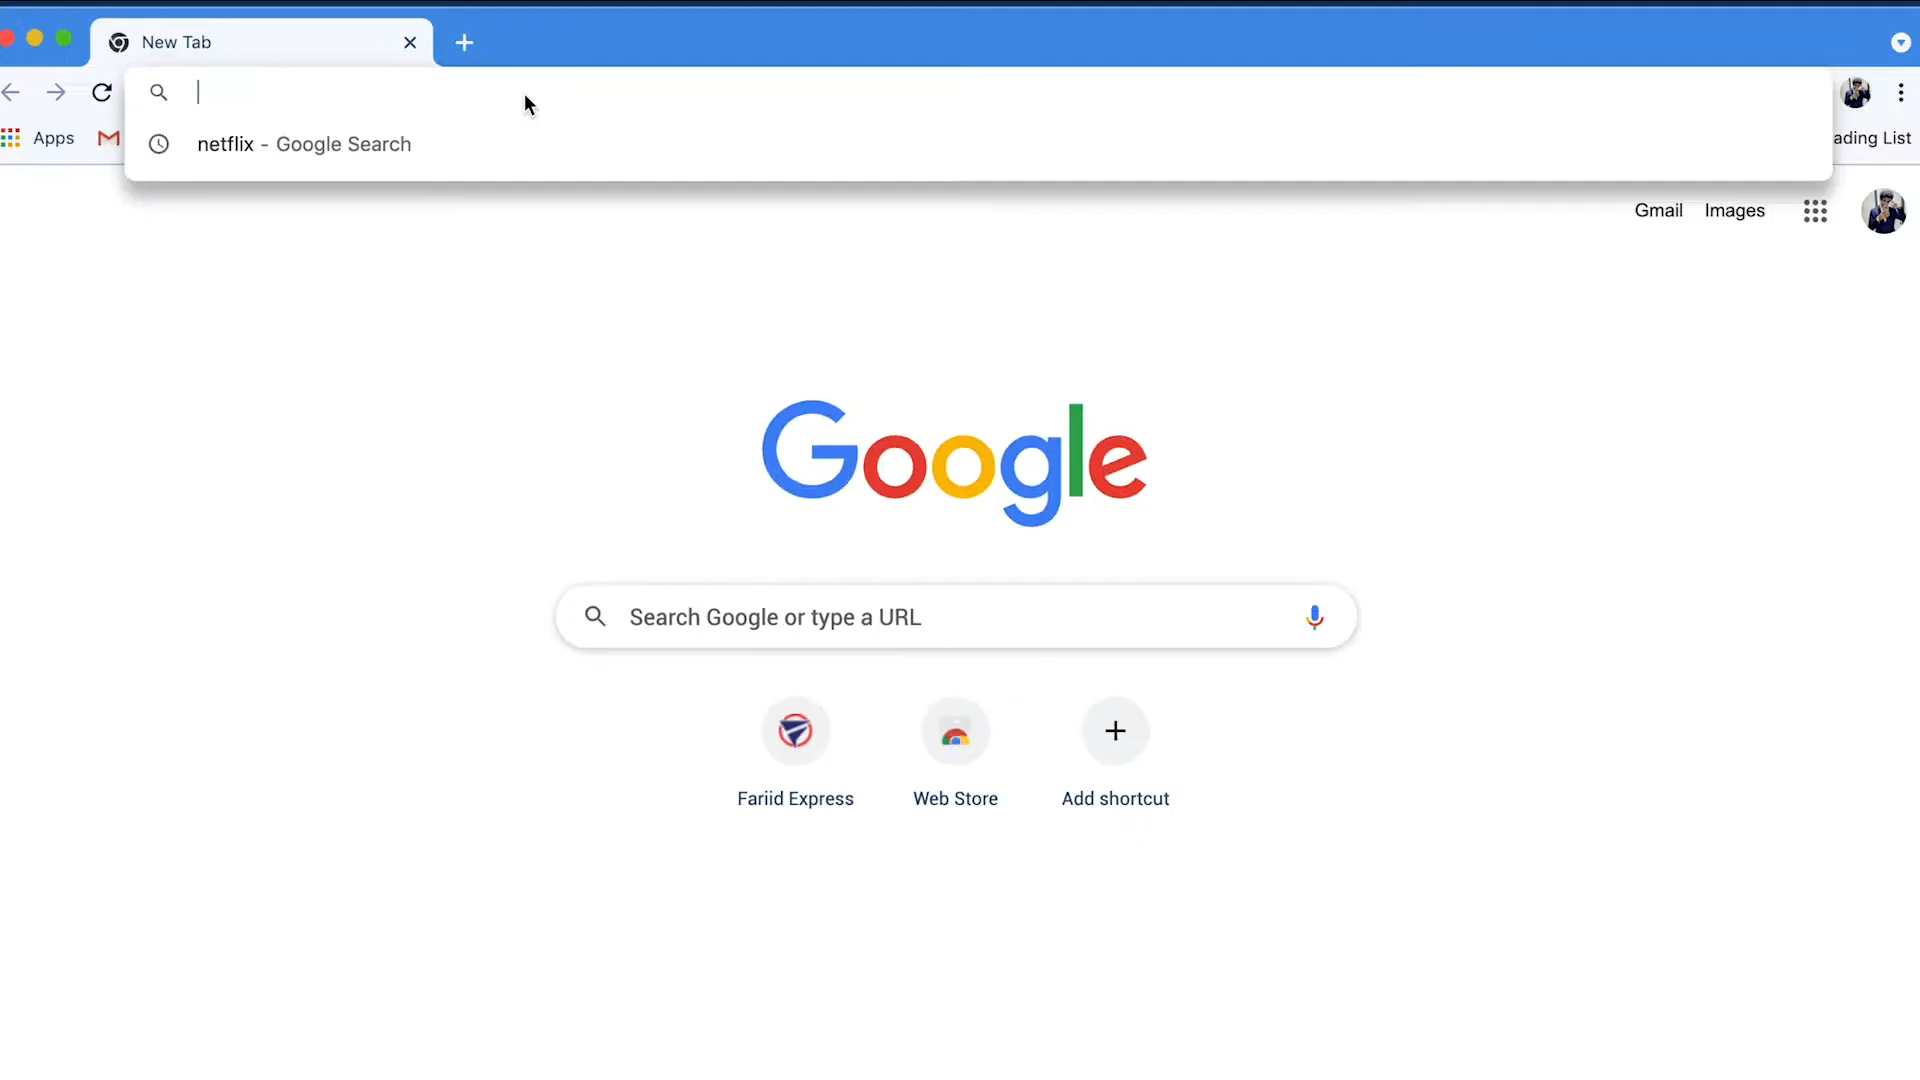 New Tab
netflix - Google Search
Apps
ading List
Gmail Images
Google
Search Google or type a URL
Fariid Express Web Store Add shortcut